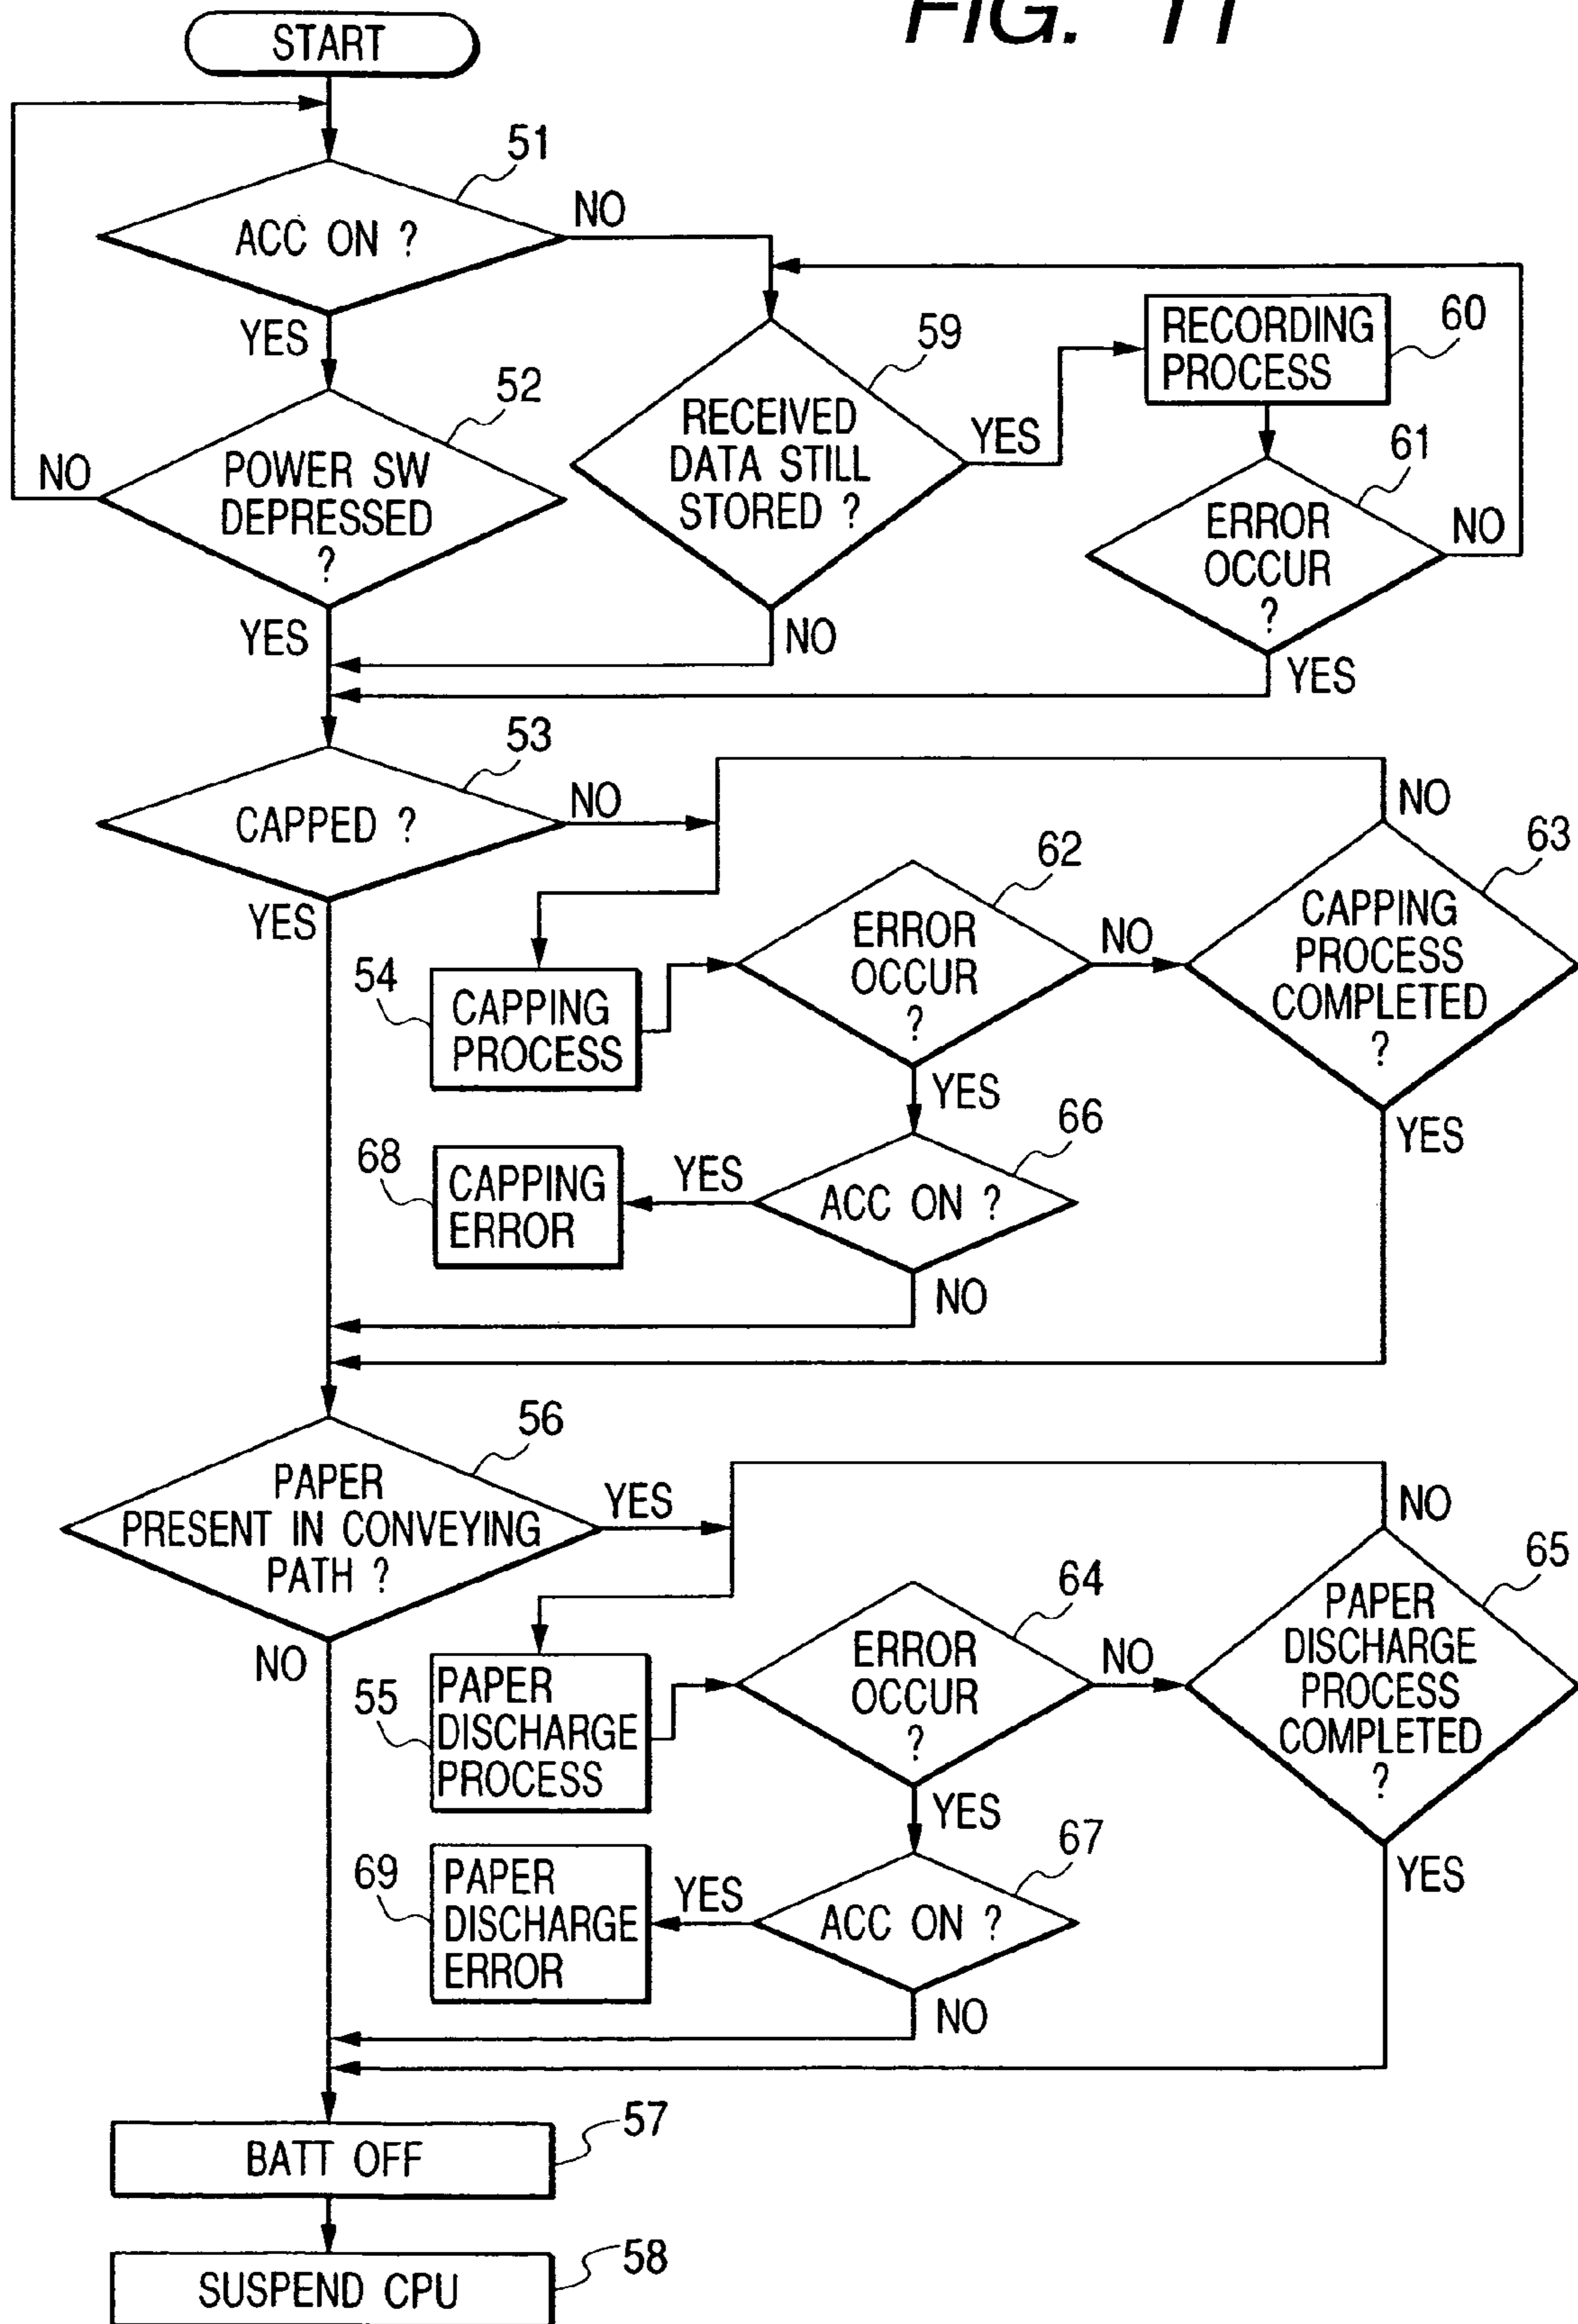 FIG. 11
START
51
ACC ON ?
NO
YES
52
POWER SW
DEPRESSED
?
NO
YES
59
RECEIVED
DATA STILL
STORED ?
YES
NO
RECORDING
PROCESS
60
61
ERROR
OCCUR
?
NO
YES
53
CAPPED ?
NO
YES
54
CAPPING
PROCESS
62
ERROR
OCCUR
?
NO
YES
63
CAPPING
PROCESS
COMPLETED
?
NO
YES
66
ACC ON ?
YES
NO
68
CAPPING
ERROR
56
PAPER
PRESENT IN CONVEYING
PATH ?
YES
NO
55
PAPER
DISCHARGE
PROCESS
64
ERROR
OCCUR
?
NO
YES
65
PAPER
DISCHARGE
PROCESS
COMPLETED
?
NO
YES
67
ACC ON ?
YES
NO
69
PAPER
DISCHARGE
ERROR
BATT OFF
57
SUSPEND CPU
58